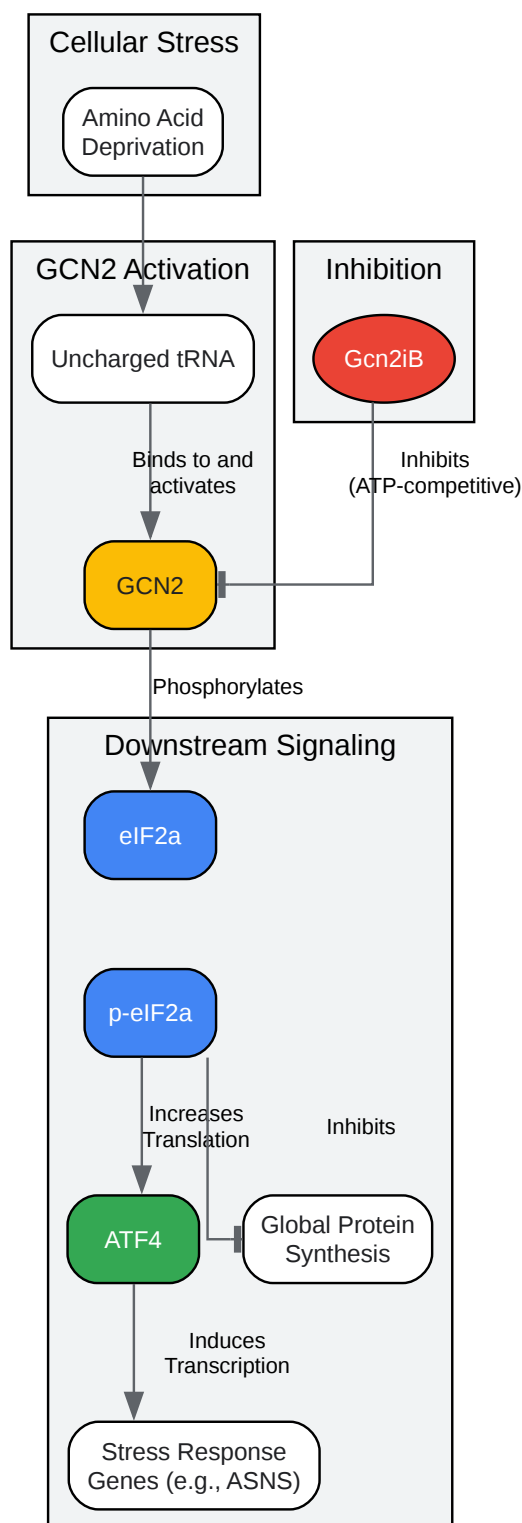 Cellular Stress
Amino Acid
Deprivation
GCN2 Activation
Inhibition
Uncharged tRNA
Gcn2iB
Binds to and
activates
Inhibits
(ATP-competitive)
GCN2
Phosphorylates
Downstream Signaling
eIF2a
p-eIF2a
Increases
Translation
Inhibits
ATF4
Global Protein
Synthesis
Induces
Transcription
Stress Response
Genes (e.g., ASNS)